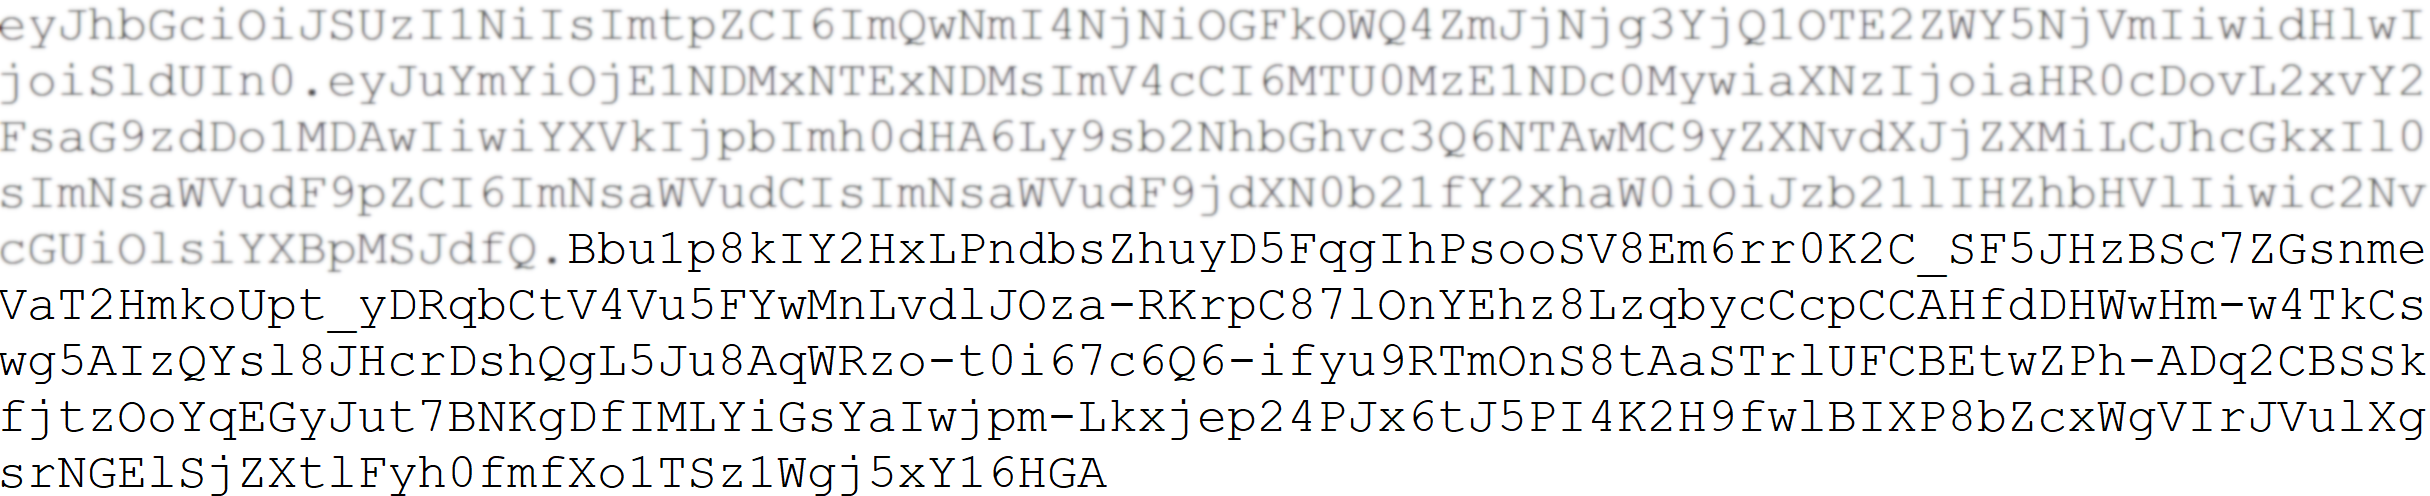 eyJhbGciOiJSUzI1NiIsImtpZCI6ImQwNmI4NjNiOGFkOWQ4ZmJjNjg3YjQ1OTE2ZWY5NjVmIiwidHlwI
joiSldUIn0.eyJuYmYiOjE1NDMxNTExNDMsImV4cCI6MTU0MzE1NDc0MywiaXNzIjoiaHR0cDovL2xvY2
FsaG9zdDo1MDAwIiwiYXVkIjpbImh0dHA6Ly9sb2NhbGhvc3Q6NTAwMC9yZXNvdXJjZXMiLCJhcGkxIl0
sImNsaWVudF9pZCI6ImNsaWVudCIsImNsaWVudF9jdXN0b21fY2xhaW0iOiJzb21lIHZhbHVlIiwic2Nv
cGUiOlsiYXBpMSJdfQ.Bbu1p8kIY2HxLPndbsZhuyD5FqgIhPsooSV8Em6rr0K2C_SF5JHzBSc7ZGsnme
VaT2HmkoUpt_yDRqbCtV4Vu5FYwMnLvdlJOza-RKrpC87lOnYEhz8LzqbycCcpCCAHfdDHWwHm-w4TkCs
wg5AIzQYsl8JHcrDshQgL5Ju8AqWRzo-t0i67c6Q6-ifyu9RTmOnS8tAaSTrlUFCBEtwZPh-ADq2CBSSk
fjtzOoYqEGyJut7BNKgDfIMLYiGsYaIwjpm-Lkxjep24PJx6tJ5PI4K2H9fwlBIXP8bZcxWgVIrJVulXg
srNGElSjZXtlFyh0fmfXo1TSz1Wgj5xY16HGA